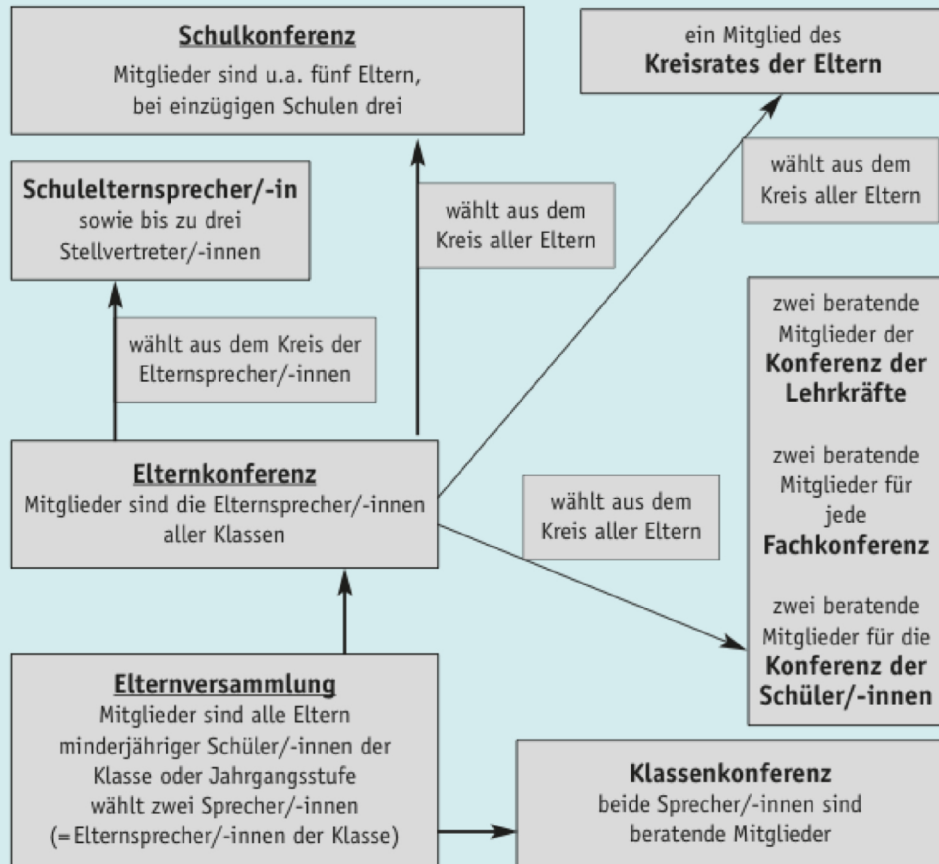 Schulkonferenz
Mitglieder sind u.a. fünf Eltern,
bei einzügigen Schulen drei
ein Mitglied des
Kreisrates der Eltern
Schulelternsprecher/-in
sowie bis zu drei
Stellvertreter/-innen
wählt aus dem
Kreis aller Eltern
wählt aus dem
Kreis aller Eltern
wählt aus dem Kreis der
Elternsprecher/-innen
zwei beratende
Mitglieder der
Konferenz der
Lehrkräfte
zwei beratende
Mitglieder für
jede
Fachkonferenz
zwei beratende
Mitglieder für die
Konferenz der
Schüler/-innen
Elternkonferenz
Mitglieder sind die Elternsprecher/-innen
aller Klassen
wählt aus dem
Kreis aller Eltern
Elternversammlung
Mitglieder sind alle Eltern
minderjähriger Schüler/-innen der
Klasse oder Jahrgangsstufe
wählt zwei Sprecher/-innen
(=Elternsprecher/-innen der Klasse)
Klassenkonferenz
beide Sprecher/-innen sind
beratende Mitglieder